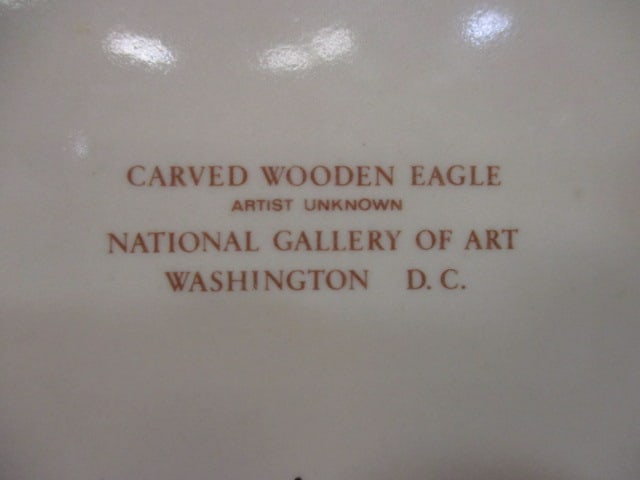 CARVED WOODEN EAGLE
ARTIST UNKNOWN
NATIONAL GALLERY OF ART
WASHINGTON D. C.